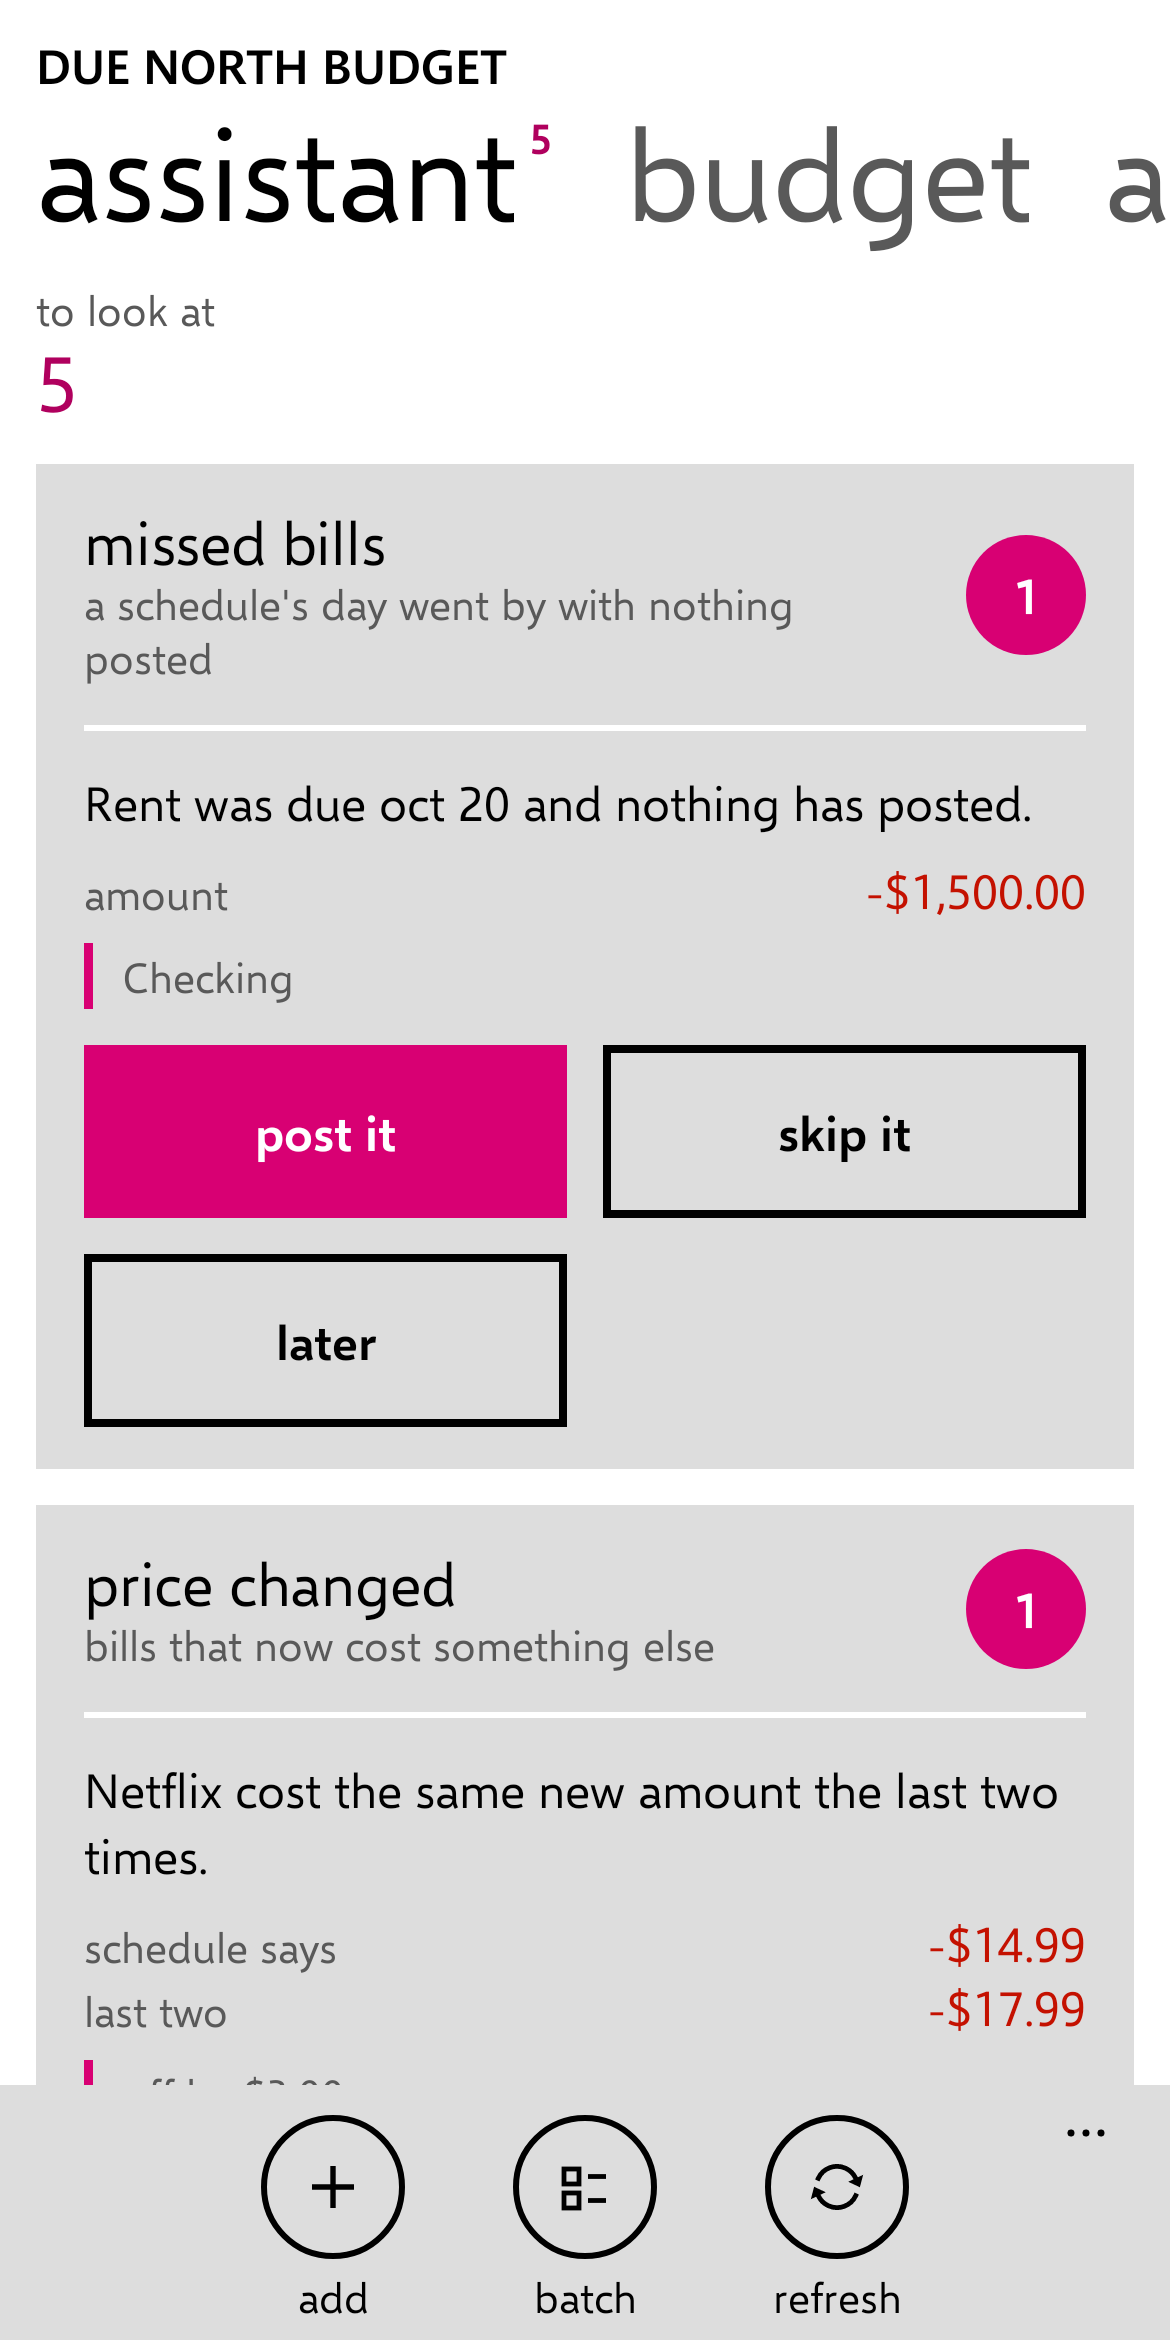 DUE NORTH BUDGET
assistant 5 budget a
to look at
5
missed bills
a schedule's day went by with nothing
posted
1
Rent was due oct 20 and nothing has posted.
amount -$1,500.00
Checking
post it skip it
later
price changed
bills that now cost something else
1
Netflix cost the same new amount the last two
times.
schedule says -$14.99
last two -$17.99
...
add batch refresh